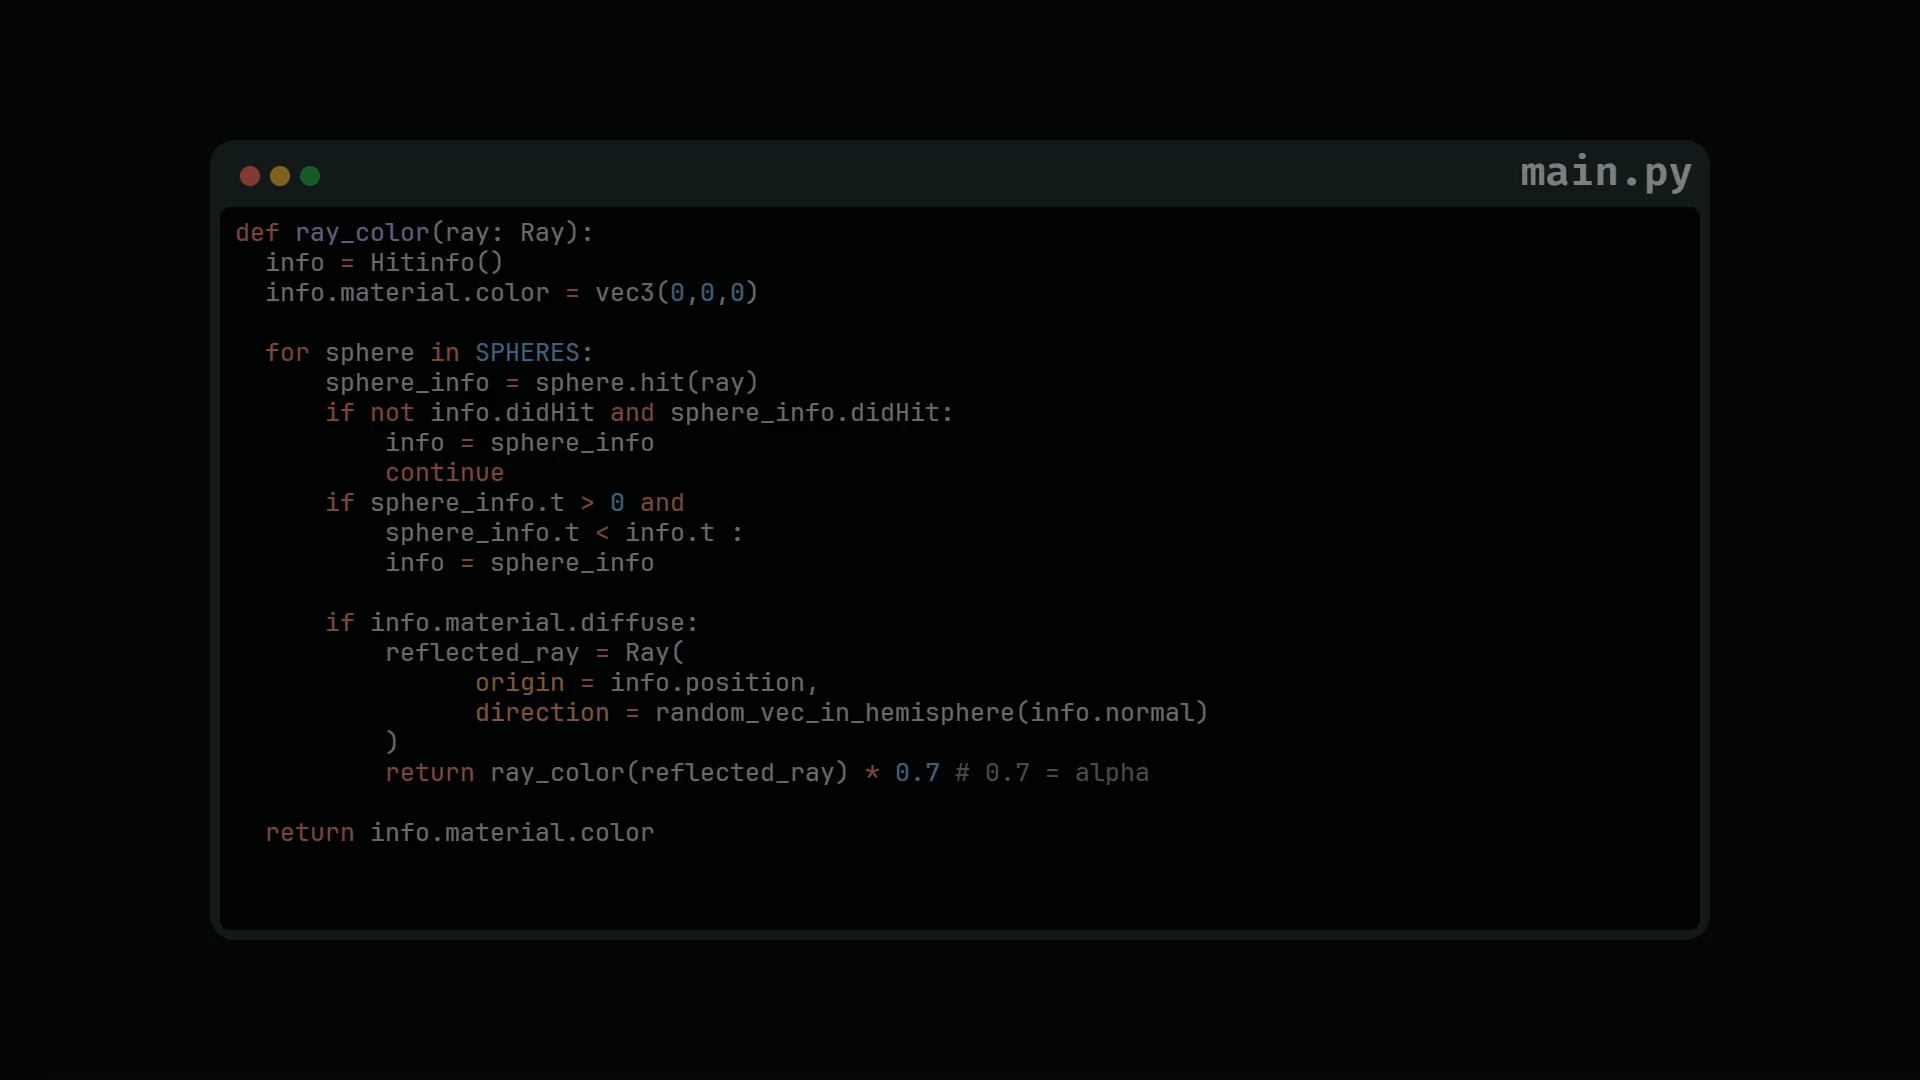 main.py
def ray_color(ray: Ray):
  info = Hitinfo()
  info.material.color = vec3(0,0,0)

  for sphere in SPHERES:
      sphere_info = sphere.hit(ray)
      if not info.didHit and sphere_info.didHit:
          info = sphere_info
          continue
      if sphere_info.t > 0 and
          sphere_info.t < info.t :
          info = sphere_info

      if info.material.diffuse:
          reflected_ray = Ray(
                origin = info.position,
                direction = random_vec_in_hemisphere(info.normal)
          )
          return ray_color(reflected_ray) * 0.7 # 0.7 = alpha

  return info.material.color